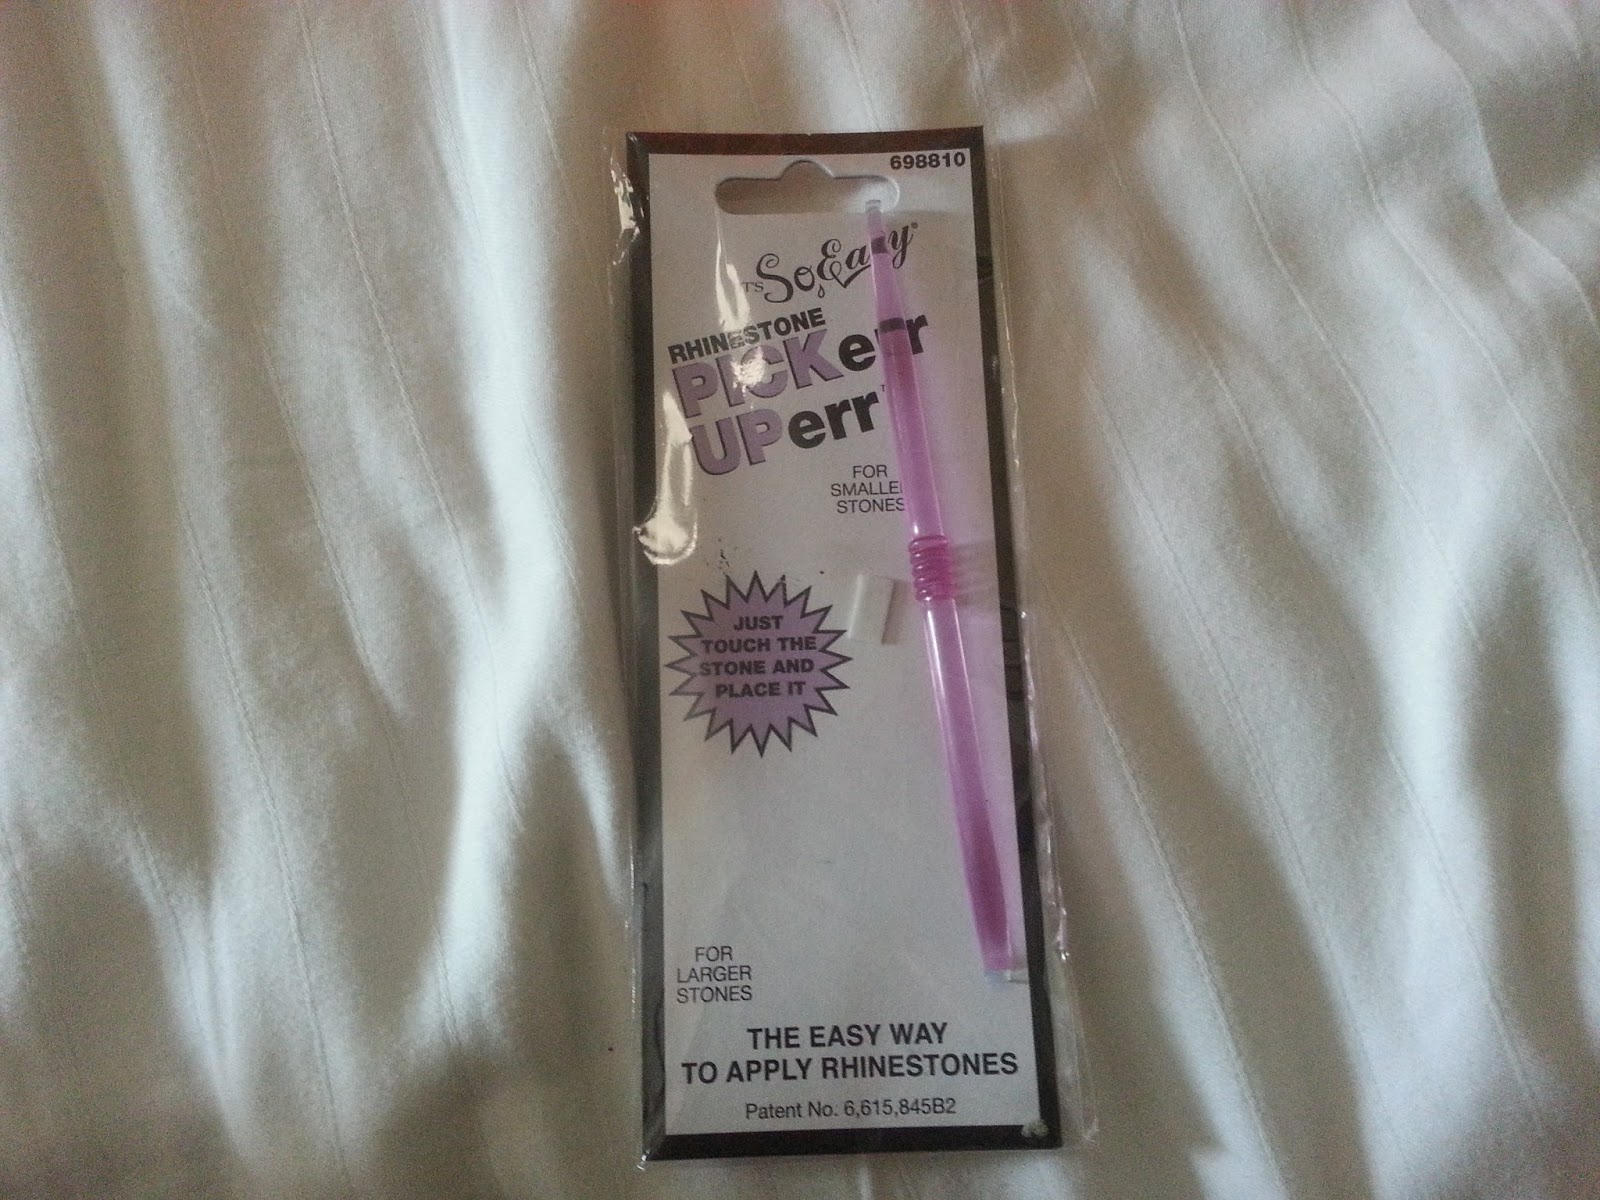 698810
So Easy®
RHINESTONE
PICKerr
UPerr
FOR
SMALLER
STONES
JUST
TOUCH THE
STONE AND
PLACE IT
FOR
LARGER
STONES
THE EASY WAY
TO APPLY RHINESTONES
Patent No. 6,615,845B2